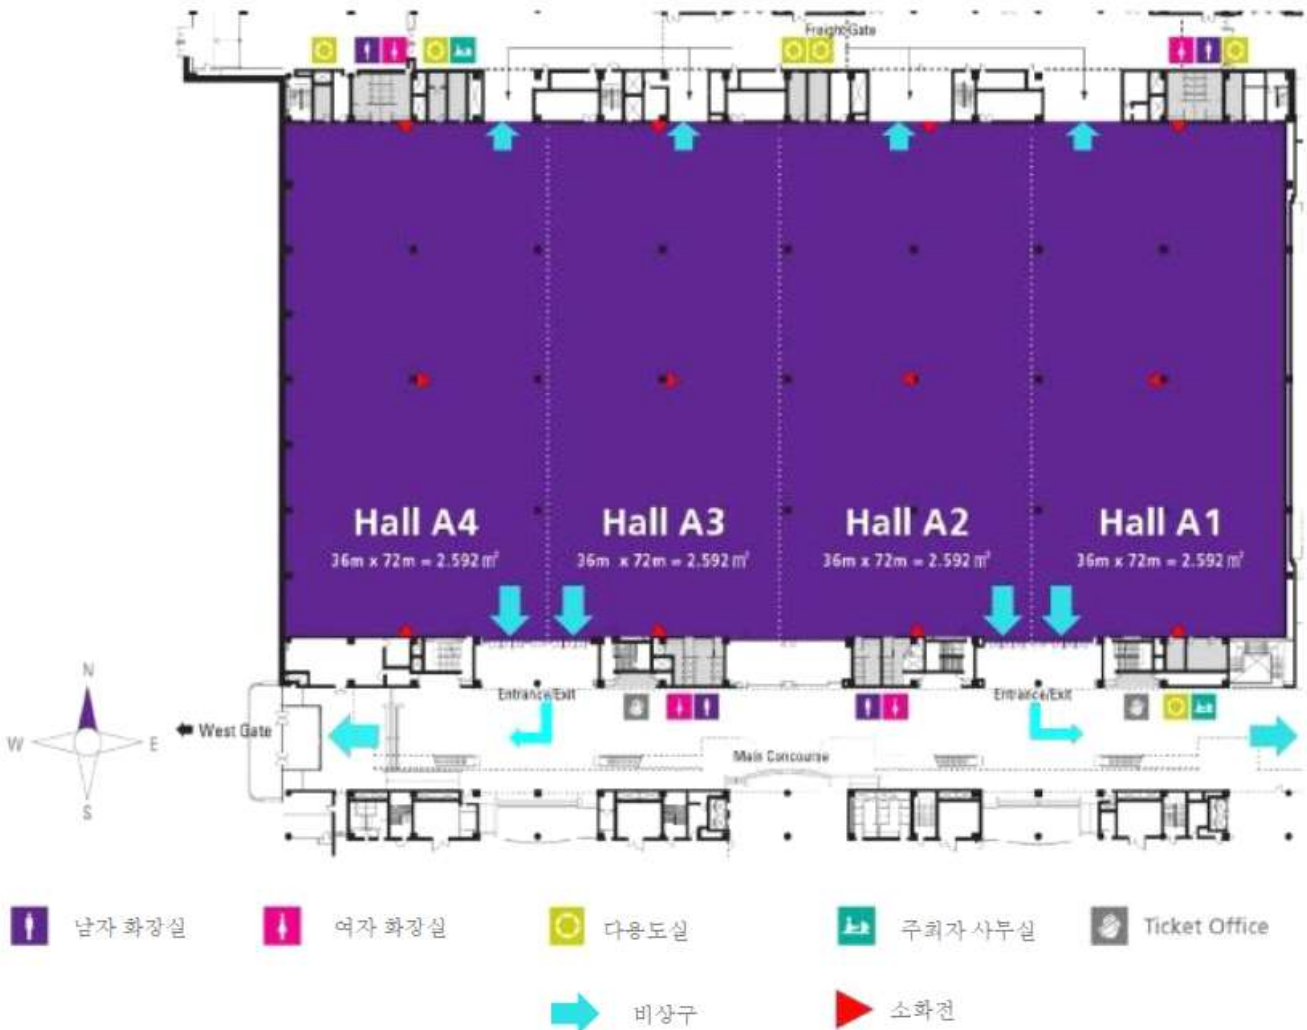 Freight Gate
Hall A4
36m x 72m = 2.592㎡
Hall A3
36m x 72m = 2.592㎡
Hall A2
36m x 72m = 2.592㎡
Hall A1
36m x 72m = 2.592㎡
N
W
E
S
West Gate
Entrance/Exit
Entrance/Exit
Main Concourse
남자 화장실
여자 화장실
다용도실
주최자 사무실
Ticket Office
비상구
소화전